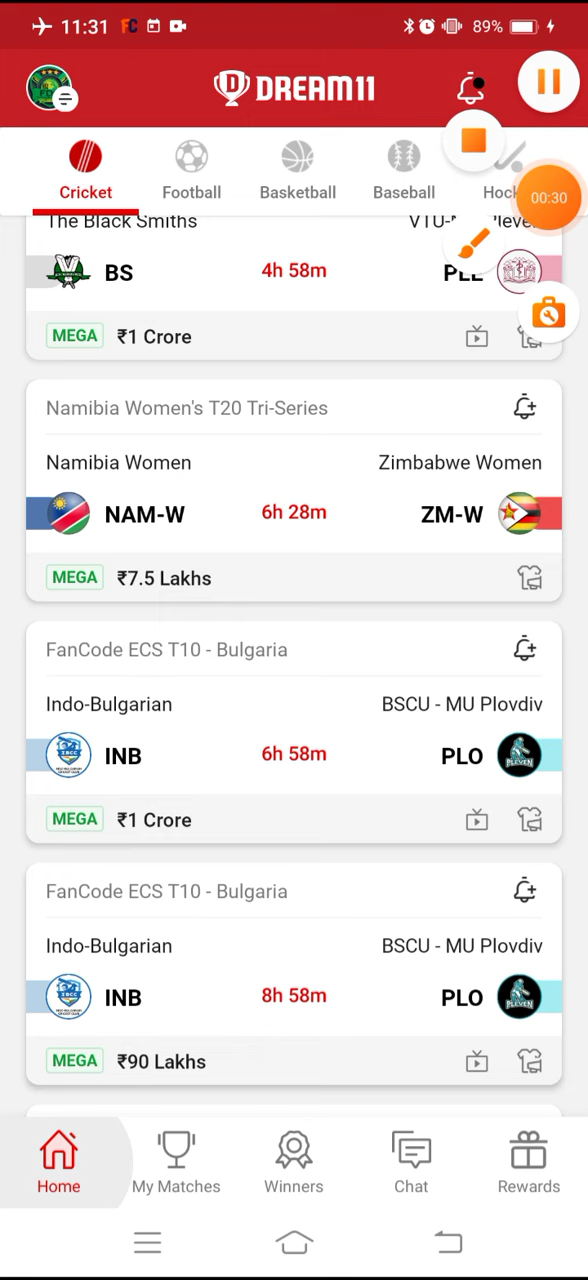 11:31 FC 89%
DREAM11
Cricket Football Basketball Baseball
00:30
The Black Smiths
BS 4h 58m
MEGA ₹1 Crore
Namibia Women's T20 Tri-Series
Namibia Women Zimbabwe Women
NAM-W 6h 28m ZM-W
MEGA ₹7.5 Lakhs
FanCode ECS T10 - Bulgaria
Indo-Bulgarian BSCU - MU Plovdiv
INB 6h 58m PLO
MEGA ₹1 Crore
FanCode ECS T10 - Bulgaria
Indo-Bulgarian BSCU - MU Plovdiv
INB 8h 58m PLO
MEGA ₹90 Lakhs
Home My Matches Winners Chat Rewards